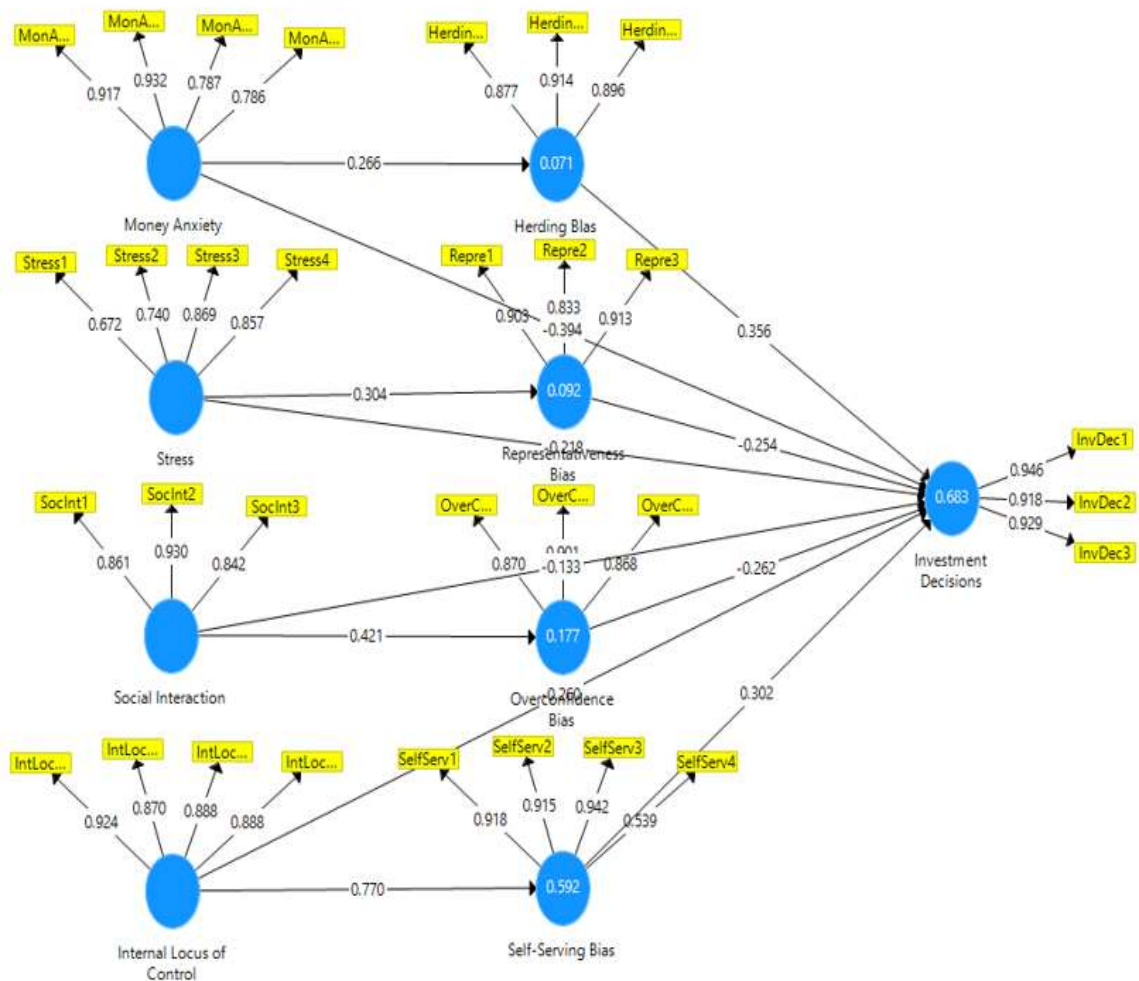 MonA...
MonA...
MonA...
MonA...
0.917
0.932
0.787
0.786
Money Anxiety
Herdin...
Herdin...
Herdin...
0.877
0.914
0.896
0.071
Herding BIas
0.266
-0.394
0.356
Stress1
Stress2
Stress3
Stress4
0.672
0.740
0.869
0.857
Stress
Repre1
Repre2
Repre3
0.903
0.833
0.913
0.092
Representativeness
Bias
0.304
-0.218
-0.254
SocInt1
SocInt2
SocInt3
0.861
0.930
0.842
Social Interaction
OverC...
OverC...
OverC...
0.870
0.868
0.177
Overconfidence
Bias
-0.133
0.421
-0.262
IntLoc...
IntLoc...
IntLoc...
IntLoc...
0.924
0.870
0.888
0.888
Internal Locus of
Control
SelfServ1
SelfServ2
SelfServ3
SelfServ4
0.918
0.915
0.942
0.539
0.592
Self-Serving Bias
-0.260
0.770
0.302
0.683
Investment
Decisions
InvDec1
InvDec2
InvDec3
0.946
0.918
0.929